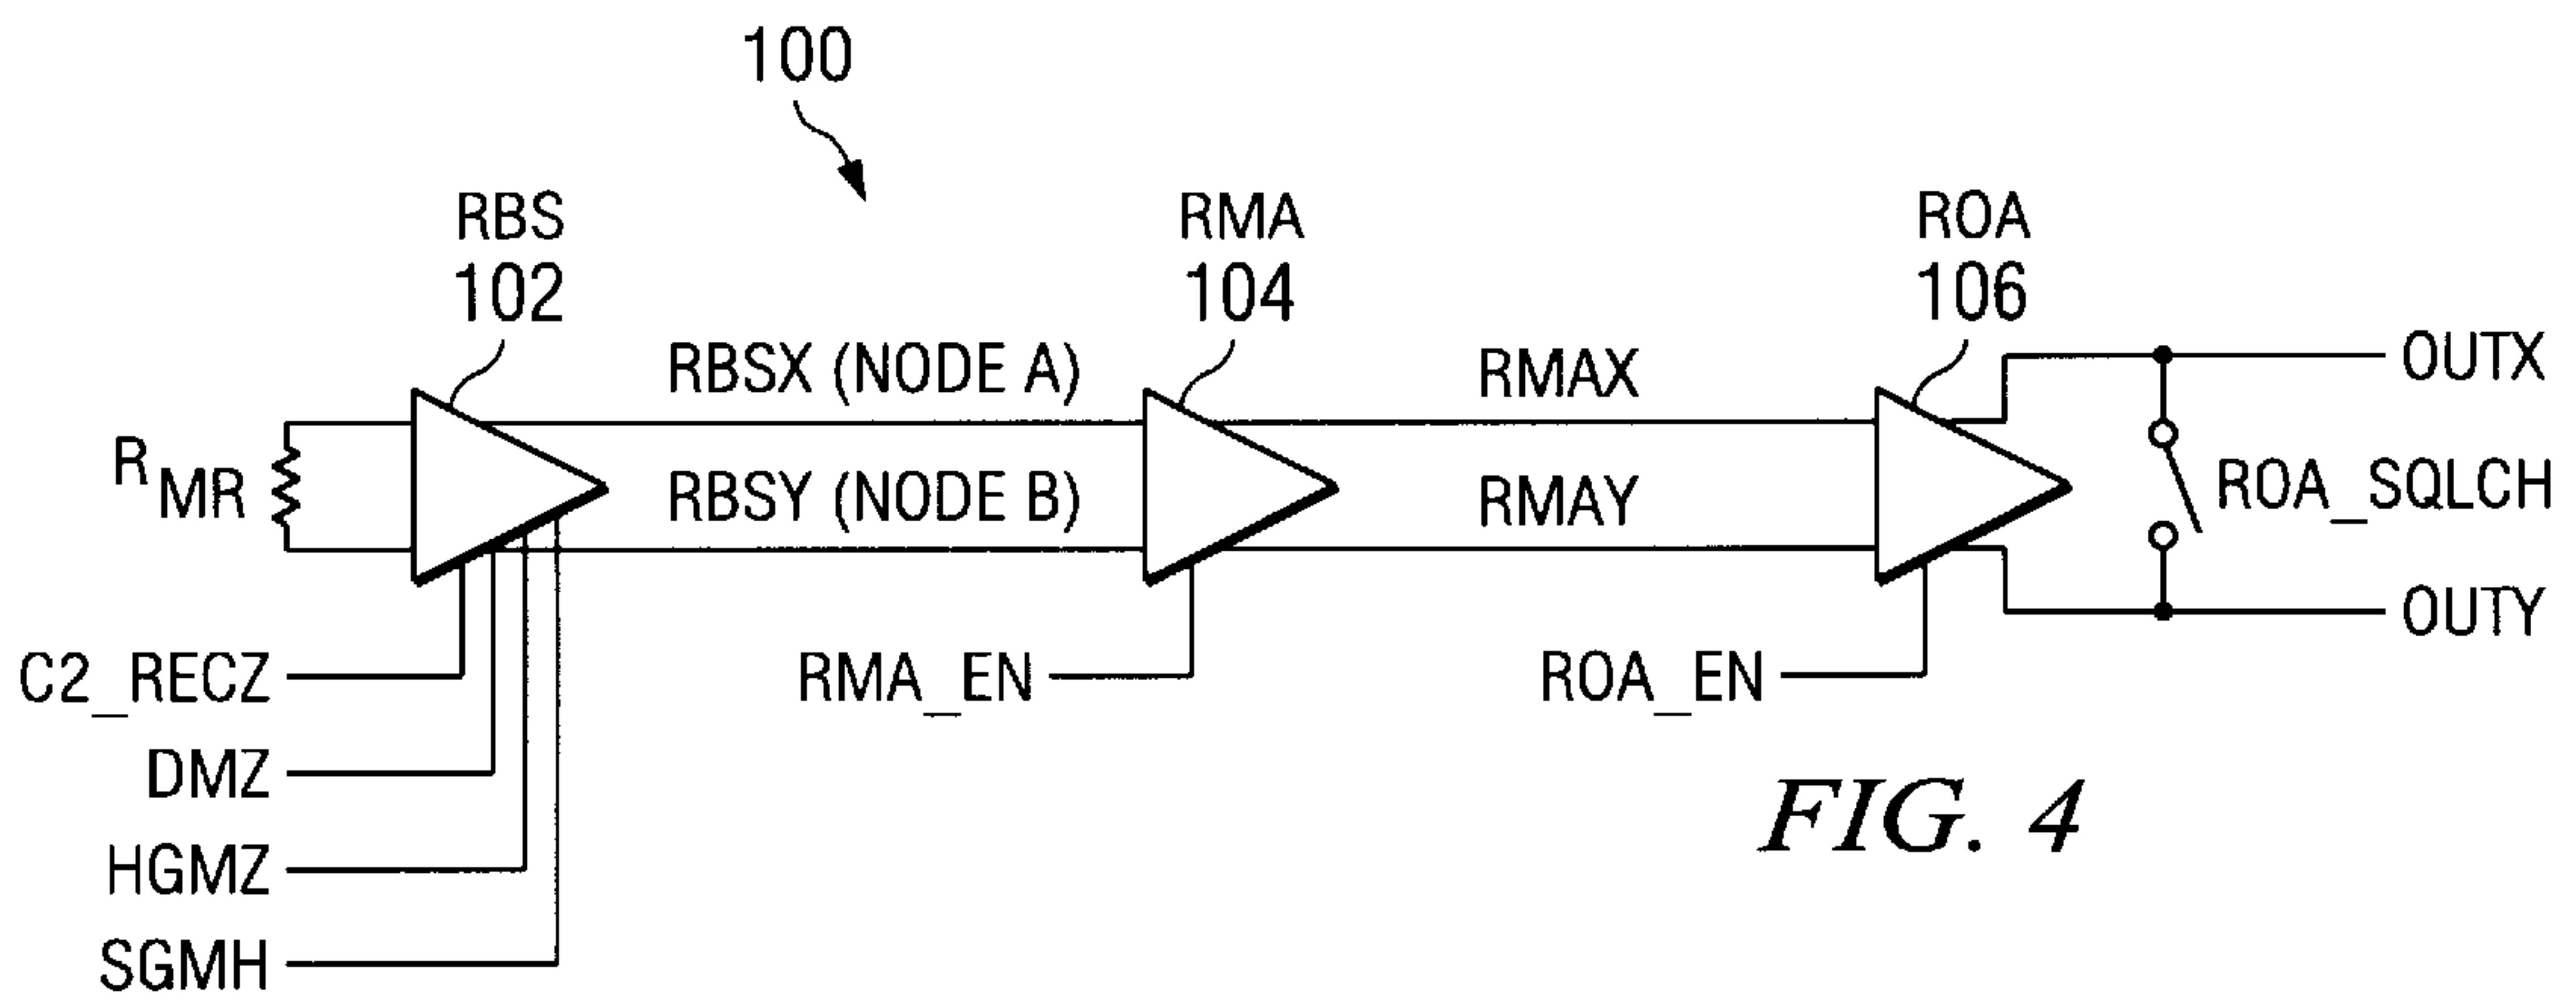 100
RBS
102
RMA
104
ROA
106
RBSX (NODE A)
RMAX
OUTX
R MR
RBSY (NODE B)
RMAY
ROA_SQLCH
OUTY
C2_RECZ
RMA_EN
ROA_EN
DMZ
HGMZ
SGMH
FIG. 4